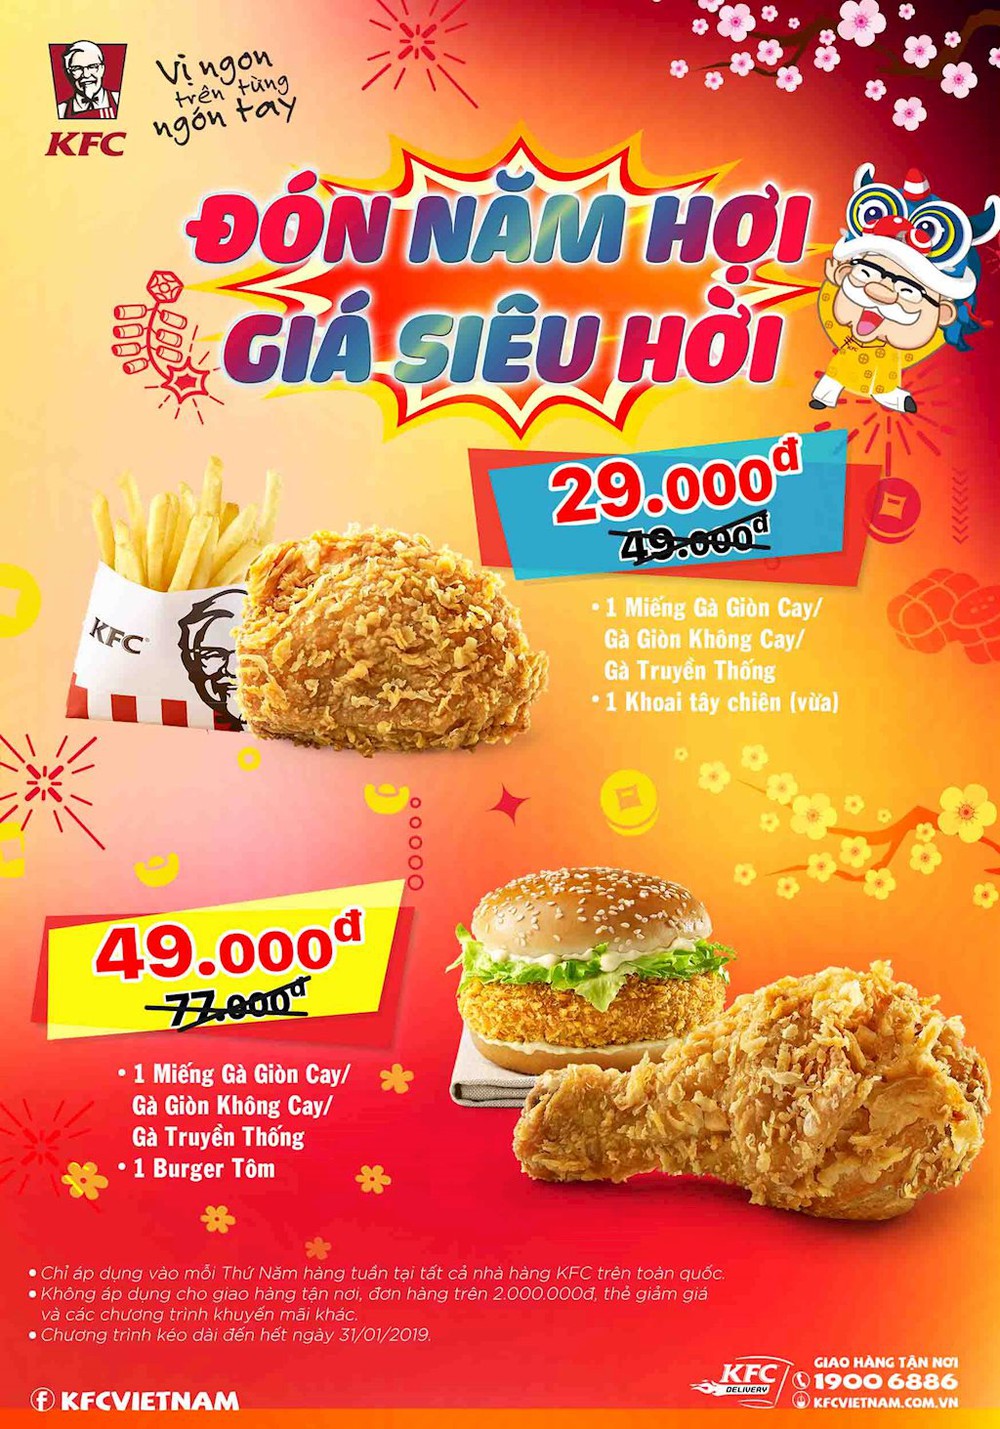 KFC
Vị ngon
trên từng
ngón tay
ĐÓN NĂM HỢI
GIÁ SIÊU HỜI
29.000đ
49.000đ
KFC
• 1 Miếng Gà Giòn Cay/
Gà Giòn Không Cay/
Gà Truyền Thống
• 1 Khoai tây chiên (vừa)
49.000đ
77.000đ
• 1 Miếng Gà Giòn Cay/
Gà Giòn Không Cay/
Gà Truyền Thống
• 1 Burger Tôm
• Chỉ áp dụng vào mỗi Thứ Năm hàng tuần tại tất cả nhà hàng KFC trên toàn quốc.
• Không áp dụng cho giao hàng tận nơi, đơn hàng trên 2.000.000đ, thẻ giảm giá
và các chương trình khuyến mãi khác.
• Chương trình kéo dài đến hết ngày 31/01/2019.
f KFCVIETNAM
KFC
DELIVERY
GIAO HÀNG TẬN NƠI
1900 6886
KFCVIETNAM.COM.VN